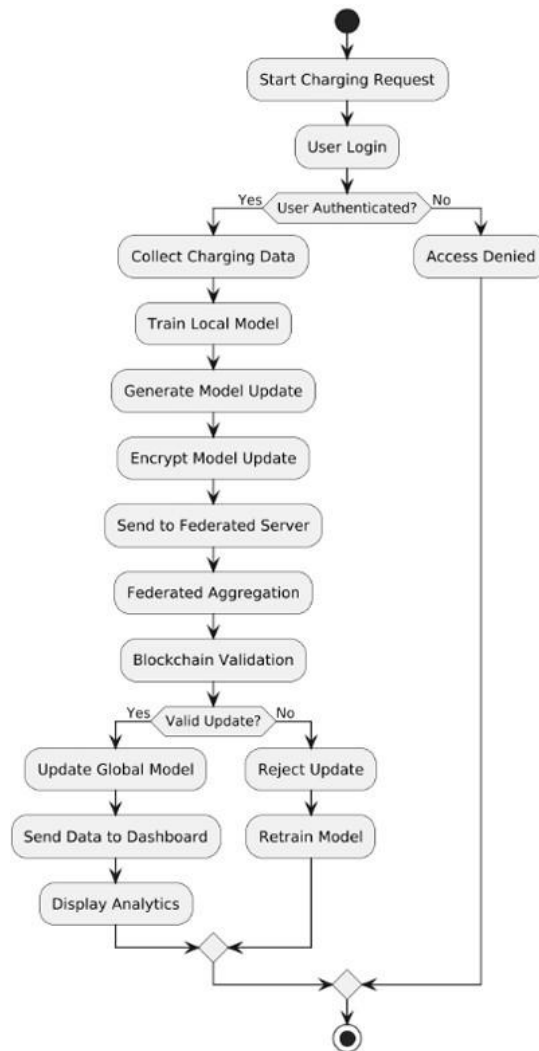 Start Charging Request
User Login
Yes
User Authenticated?
No
Collect Charging Data
Access Denied
Train Local Model
Generate Model Update
Encrypt Model Update
Send to Federated Server
Federated Aggregation
Blockchain Validation
Yes
Valid Update?
No
Update Global Model
Reject Update
Send Data to Dashboard
Retrain Model
Display Analytics